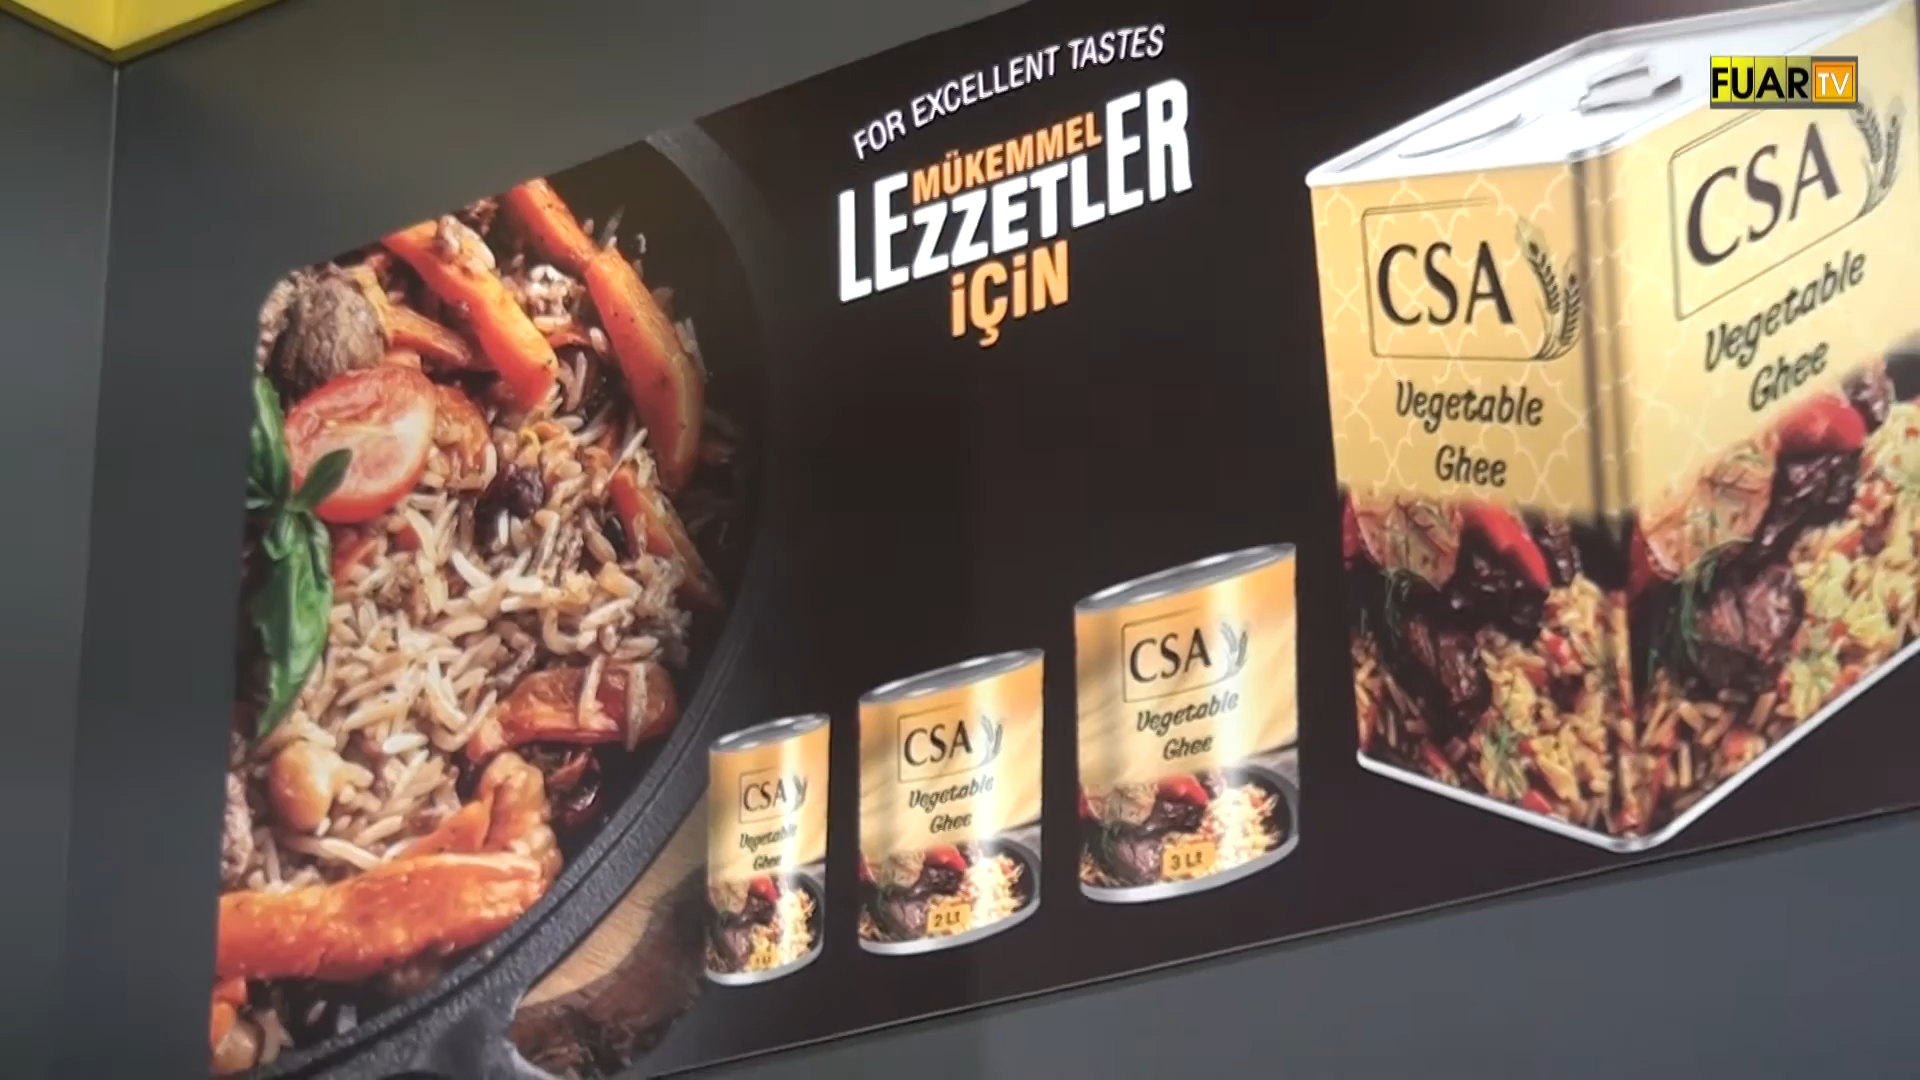 FOR EXCELLENT TASTES
MÜKEMMEL
LEZZETLER
İÇİN
FUAR TV
CSA
Vegetable
Ghee
CSA
Vegetable
Ghee
CSA
Vegetable
Ghee
3 Lt
CSA
Vegetable
Ghee
2 Lt
CSA
Vegetable
Ghee